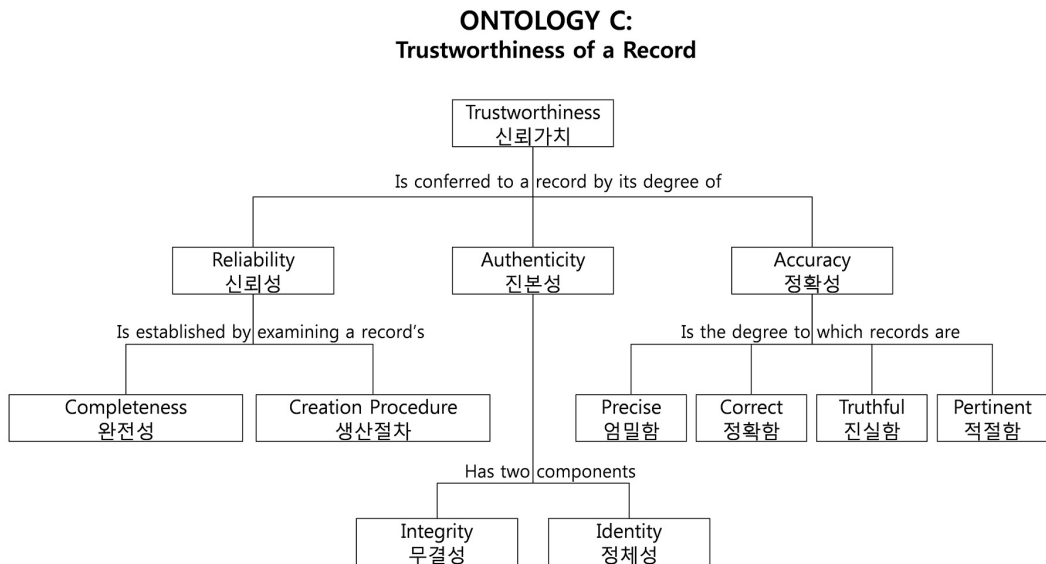 ONTOLOGY C:
Trustworthiness of a Record
Trustworthiness
신뢰가치
Is conferred to a record by its degree of
Reliability
신뢰성
Authenticity
진본성
Accuracy
정확성
Is established by examining a record's
Is the degree to which records are
Completeness
완전성
Creation Procedure
생산절차
Precise
엄밀함
Correct
정확함
Truthful
진실함
Pertinent
적절함
Has two components
Integrity
무결성
Identity
정체성